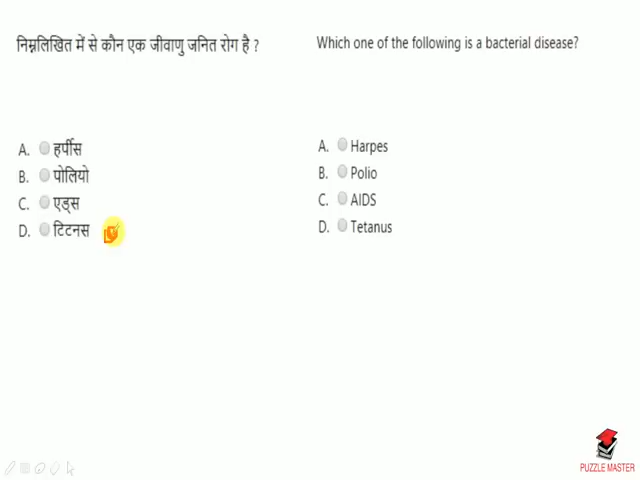 निम्नलिखित में से कौन एक जीवाणु जनित रोग है ?
A. हर्पीस
B. पोलियो
C. एड्स
D. टिटनस
Which one of the following is a bacterial disease?
A. Harpes
B. Polio
C. AIDS
D. Tetanus
PUZZLE MASTER